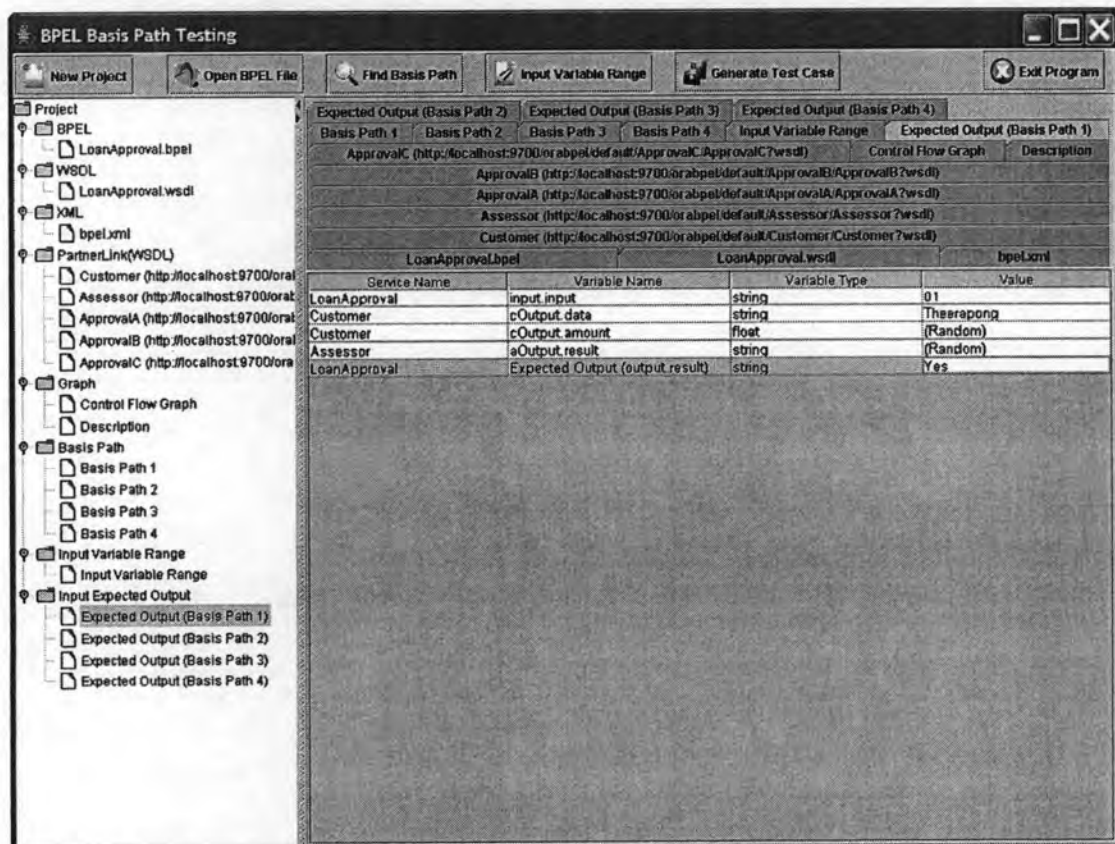 BPEL Basis Path Testing
New Project Open BPEL File Find Basis Path Input Variable Range Generate Test Case Exit Program
Project
BPEL
LoanApproval.bpel
WSDL
LoanApproval.wsdl
XML
bpel.xml
PartnerLink(WSDL)
Customer (http://localhost:9700/oral
Assessor (http://localhost:9700/orab
ApprovalA (http://localhost:9700/oral
ApprovalB (http://localhost:9700/oral
ApprovalC (http://localhost:9700/ora
Graph
Control Flow Graph
Description
Basis Path
Basis Path 1
Basis Path 2
Basis Path 3
Basis Path 4
Input Variable Range
Input Variable Range
Input Expected Output
Expected Output (Basis Path 1)
Expected Output (Basis Path 2)
Expected Output (Basis Path 3)
Expected Output (Basis Path 4)
Expected Output (Basis Path 2) Expected Output (Basis Path 3) Expected Output (Basis Path 4)
Basis Path 1 Basis Path 2 Basis Path 3 Basis Path 4 Input Variable Range Expected Output (Basis Path 1)
ApprovalC (http://localhost:9700/orabpel/default/ApprovalC/ApprovalC?wsdl) Control Flow Graph Description
ApprovalB (http://localhost:9700/orabpel/default/ApprovalB/ApprovalB?wsdl)
ApprovalA (http://localhost:9700/orabpel/default/ApprovalA/ApprovalA?wsdl)
Assessor (http://localhost:9700/orabpel/default/Assessor/Assessor?wsdl)
Customer (http://localhost:9700/orabpel/default/Customer/Customer?wsdl)
LoanApproval.bpel LoanApproval.wsdl bpel.xml
Service Name Variable Name Variable Type Value
LoanApproval input.input string 01
Customer cOutput.data string Theerapong
Customer cOutput.amount float (Random)
Assessor aOutput.result string (Random)
LoanApproval Expected Output (output.result) string Yes